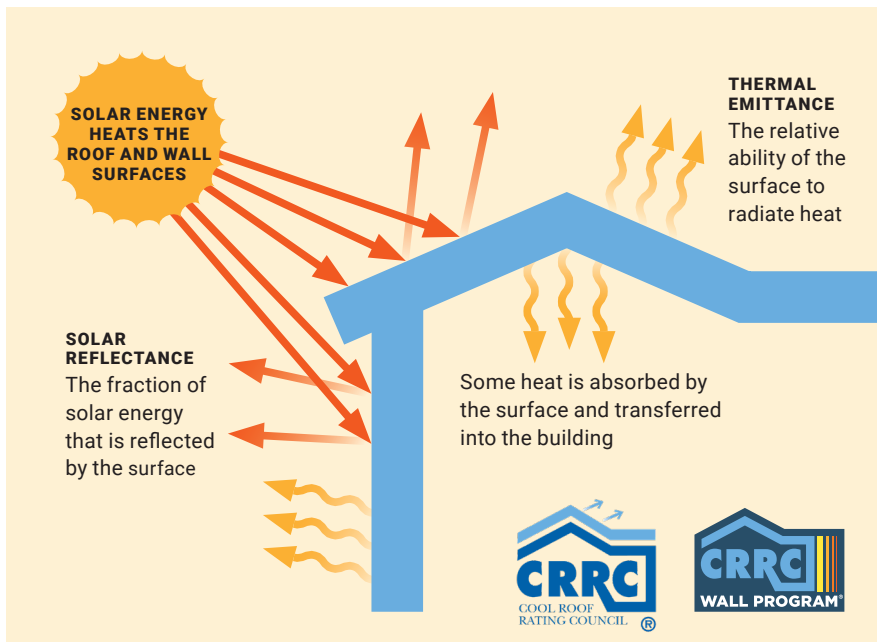 SOLAR ENERGY
HEATS THE
ROOF AND WALL
SURFACES
THERMAL
EMITTANCE
The relative
ability of the
surface to
radiate heat
SOLAR
REFLECTANCE
The fraction of
solar energy
that is reflected
by the surface
Some heat is absorbed by
the surface and transferred
into the building
CRRC
COOL ROOF
RATING COUNCIL ®
CRRC
WALL PROGRAM®